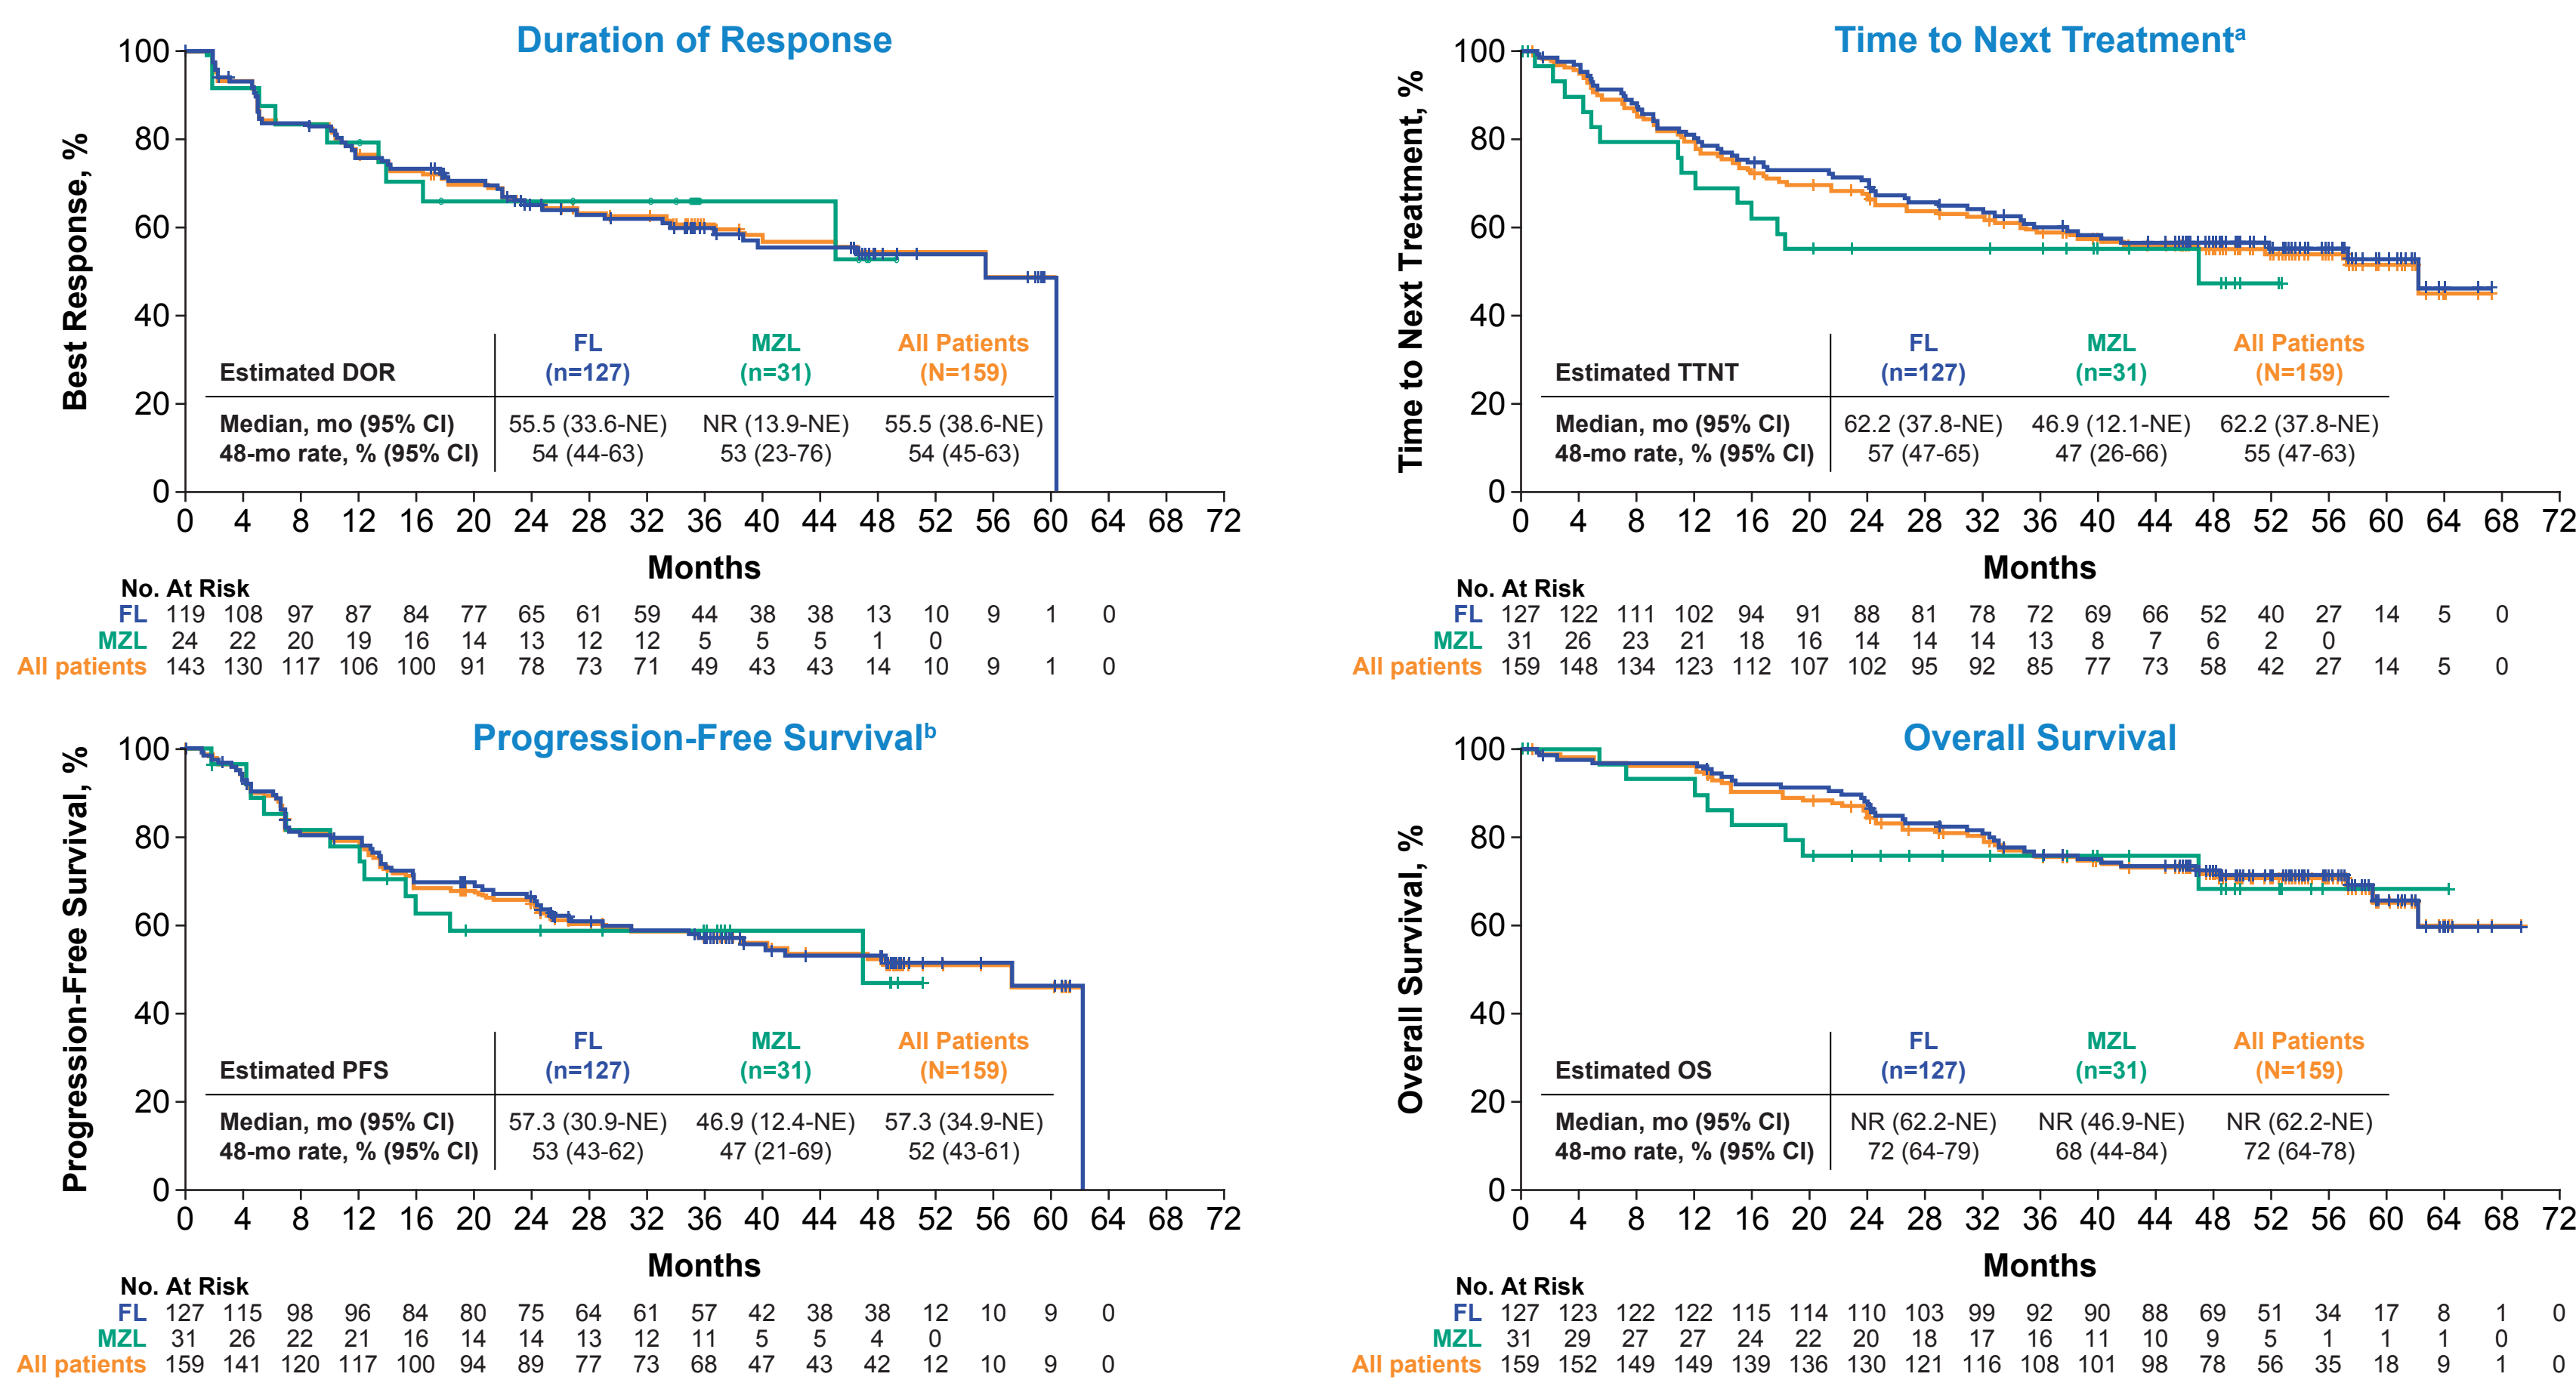 Duration of Response
Best Response, %
100
80
60
40
20
0
FL MZL All Patients
Estimated DOR (n=127) (n=31) (N=159)
Median, mo (95% CI) 55.5 (33.6-NE) NR (13.9-NE) 55.5 (38.6-NE)
48-mo rate, % (95% CI) 54 (44-63) 53 (23-76) 54 (45-63)
0 4 8 12 16 20 24 28 32 36 40 44 48 52 56 60 64 68 72
Months
No. At Risk
FL 119 108 97 87 84 77 65 61 59 44 38 38 13 10 9 1 0
MZL 24 22 20 19 16 14 13 12 12 5 5 5 1 0
All patients 143 130 117 106 100 91 78 73 71 49 43 43 14 10 9 1 0
Time to Next Treatmentᵃ
Time to Next Treatment, %
100
80
60
40
20
0
FL MZL All Patients
Estimated TTNT (n=127) (n=31) (N=159)
Median, mo (95% CI) 62.2 (37.8-NE) 46.9 (12.1-NE) 62.2 (37.8-NE)
48-mo rate, % (95% CI) 57 (47-65) 47 (26-66) 55 (47-63)
0 4 8 12 16 20 24 28 32 36 40 44 48 52 56 60 64 68 72
Months
No. At Risk
FL 127 122 111 102 94 91 88 81 78 72 69 66 52 40 27 14 5 0
MZL 31 26 23 21 18 16 14 14 14 13 8 7 6 2 0
All patients 159 148 134 123 112 107 102 95 92 85 77 73 58 42 27 14 5 0
Progression-Free Survivalᵇ
Progression-Free Survival, %
100
80
60
40
20
0
FL MZL All Patients
Estimated PFS (n=127) (n=31) (N=159)
Median, mo (95% CI) 57.3 (30.9-NE) 46.9 (12.4-NE) 57.3 (34.9-NE)
48-mo rate, % (95% CI) 53 (43-62) 47 (21-69) 52 (43-61)
0 4 8 12 16 20 24 28 32 36 40 44 48 52 56 60 64 68 72
Months
No. At Risk
FL 127 115 98 96 84 80 75 64 61 57 42 38 38 12 10 9 0
MZL 31 26 22 21 16 14 14 13 12 11 5 5 4 0
All patients 159 141 120 117 100 94 89 77 73 68 47 43 42 12 10 9 0
Overall Survival
Overall Survival, %
100
80
60
40
20
0
FL MZL All Patients
Estimated OS (n=127) (n=31) (N=159)
Median, mo (95% CI) NR (62.2-NE) NR (46.9-NE) NR (62.2-NE)
48-mo rate, % (95% CI) 72 (64-79) 68 (44-84) 72 (64-78)
0 4 8 12 16 20 24 28 32 36 40 44 48 52 56 60 64 68 72
Months
No. At Risk
FL 127 123 122 122 115 114 110 103 99 92 90 88 69 51 34 17 8 1 0
MZL 31 29 27 27 24 22 20 18 17 16 11 10 9 5 1 1 1 0
All patients 159 152 149 149 139 136 130 121 116 108 101 98 78 56 35 18 9 1 0